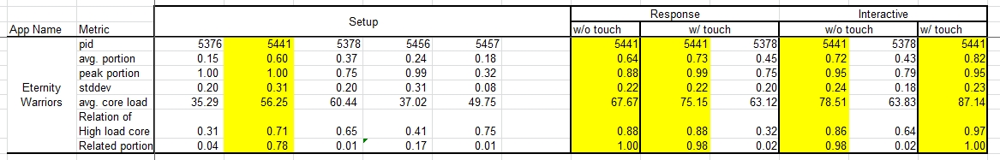 Setup Response Interactive
App Name Metric w/o touch w/ touch w/o touch w/ touch
pid 5376 5441 5378 5456 5457 5441 5441 5378 5441 5378 5441
avg. portion 0.15 0.60 0.37 0.24 0.18 0.64 0.73 0.45 0.72 0.43 0.82
peak portion 1.00 1.00 0.75 0.99 0.32 0.88 0.99 0.75 0.95 0.79 0.95
Eternity stddev 0.20 0.31 0.20 0.31 0.08 0.22 0.22 0.20 0.24 0.18 0.23
Warriors avg. core load 35.29 56.25 60.44 37.02 49.75 67.67 75.15 63.12 78.51 63.83 87.14
Relation of
High load core 0.31 0.71 0.65 0.41 0.75 0.88 0.88 0.32 0.86 0.64 0.97
Related portion 0.04 0.78 0.01 0.17 0.01 1.00 0.98 0.02 0.98 0.02 1.00